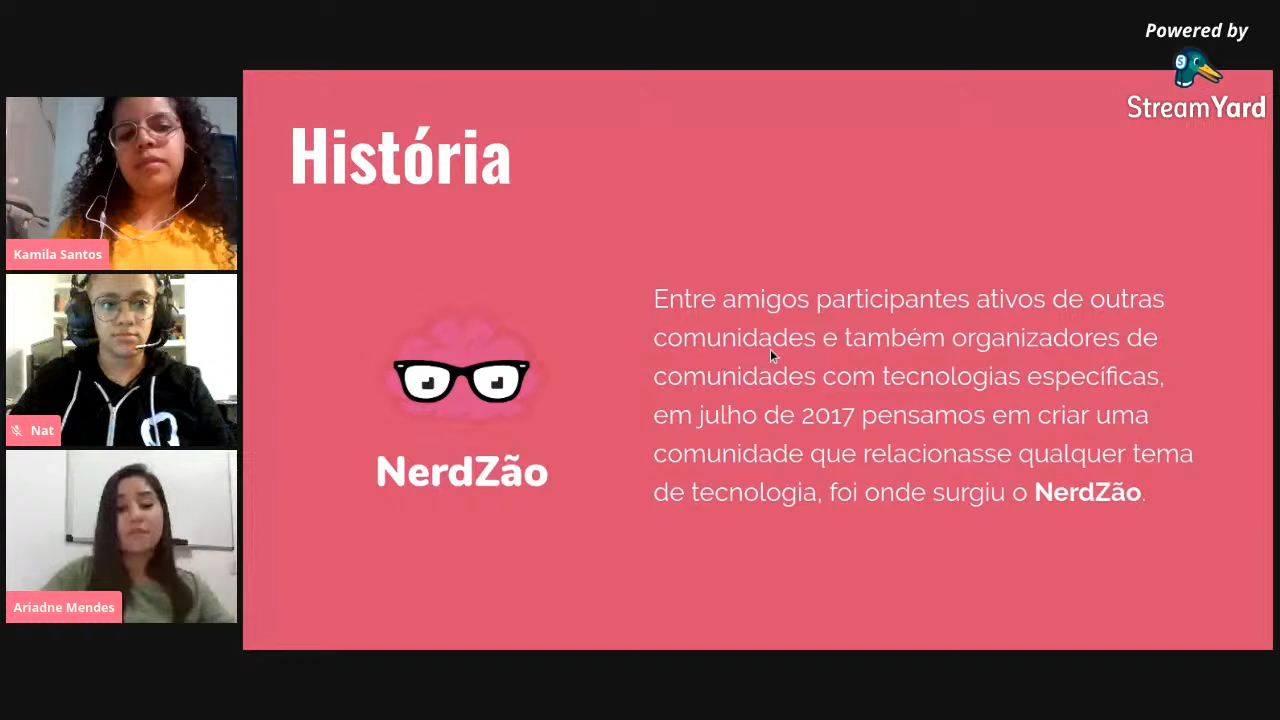 Powered by
StreamYard
História
Kamila Santos
Nat
Ariadne Mendes
NerdZão
Entre amigos participantes ativos de outras
comunidades e também organizadores de
comunidades com tecnologias específicas,
em julho de 2017 pensamos em criar uma
comunidade que relacionasse qualquer tema
de tecnologia, foi onde surgiu o NerdZão.